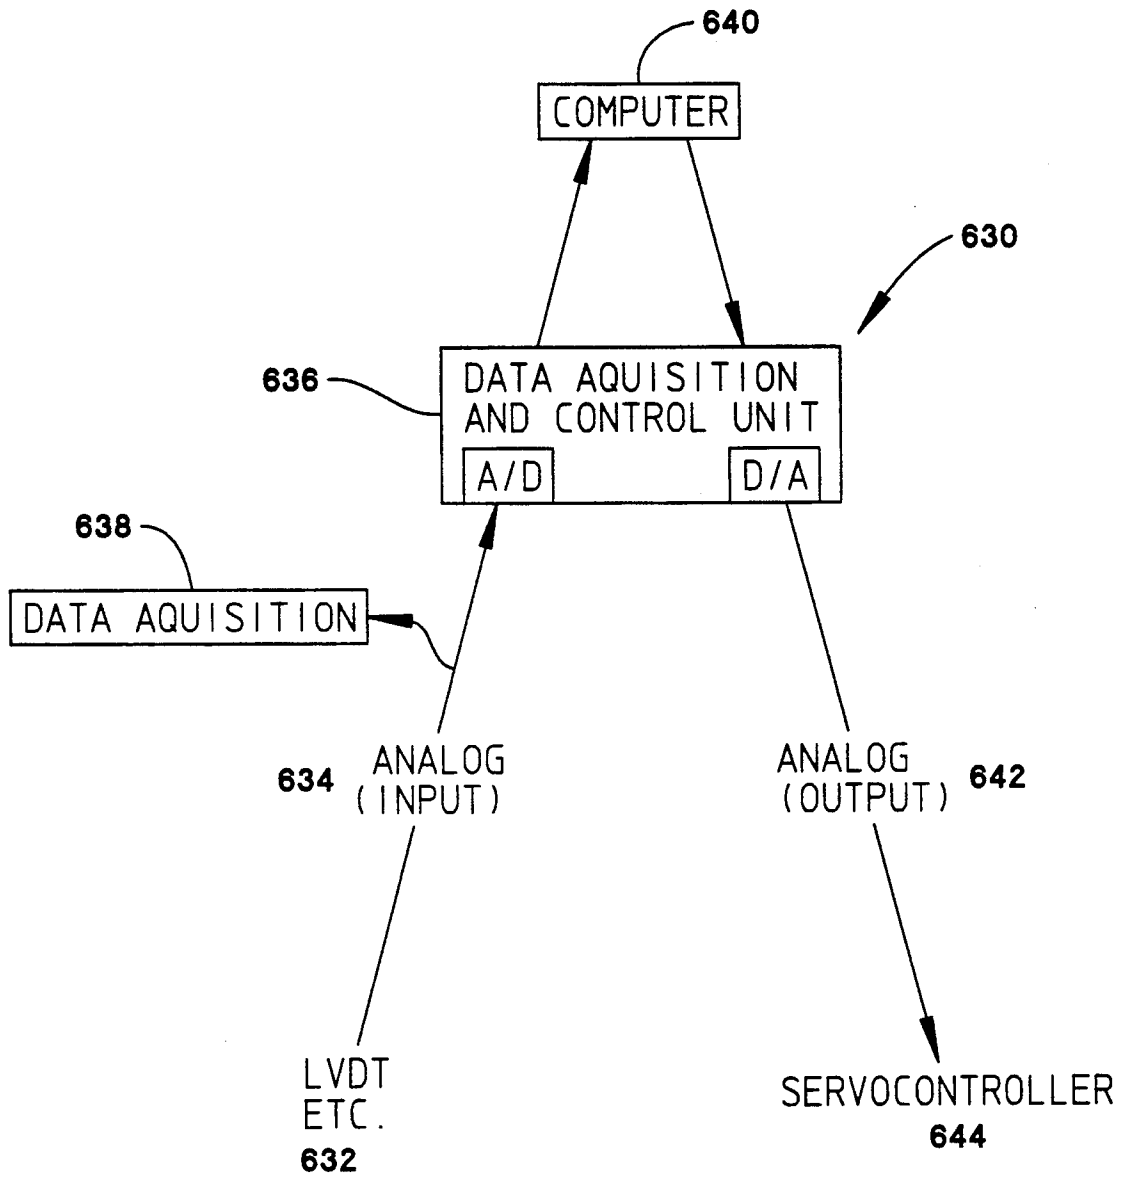 640
COMPUTER
630
636
DATA AQUISITION
AND CONTROL UNIT
A/D
D/A
638
DATA AQUISITION
634
ANALOG
(INPUT)
ANALOG
(OUTPUT)
642
LVDT
ETC.
632
SERVOCONTROLLER
644